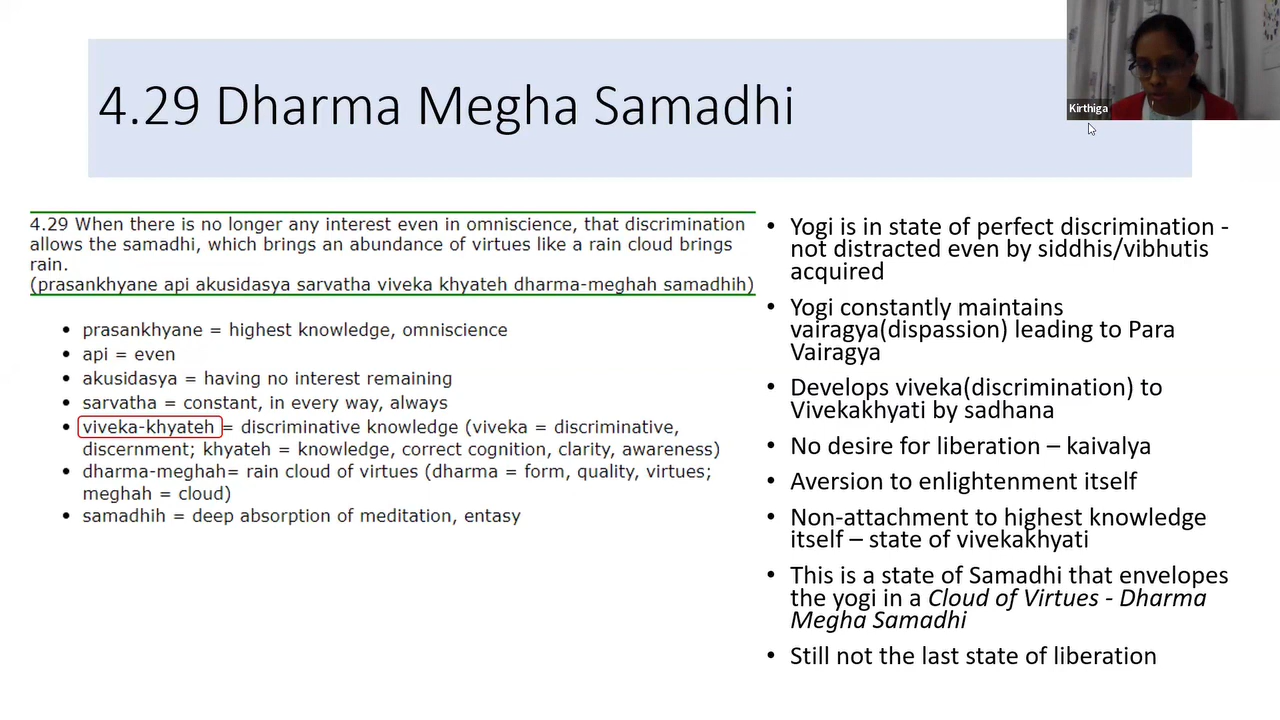 4.29 Dharma Megha Samadhi
Kirthiga
4.29 When there is no longer any interest even in omniscience, that discrimination
allows the samadhi, which brings an abundance of virtues like a rain cloud brings
rain.
(prasankhyane api akusidasya sarvatha viveka khyateh dharma-meghah samadhih)
• prasankhyane = highest knowledge, omniscience
• api = even
• akusidasya = having no interest remaining
• sarvatha = constant, in every way, always
• viveka-khyateh = discriminative knowledge (viveka = discriminative,
discernment; khyateh = knowledge, correct cognition, clarity, awareness)
• dharma-meghah= rain cloud of virtues (dharma = form, quality, virtues;
meghah = cloud)
• samadhih = deep absorption of meditation, entasy
• Yogi is in state of perfect discrimination -
not distracted even by siddhis/vibhutis
acquired
• Yogi constantly maintains
vairagya(dispassion) leading to Para
Vairagya
• Develops viveka(discrimination) to
Vivekakhyati by sadhana
• No desire for liberation – kaivalya
• Aversion to enlightenment itself
• Non-attachment to highest knowledge
itself – state of vivekakhyati
• This is a state of Samadhi that envelopes
the yogi in a Cloud of Virtues - Dharma
Megha Samadhi
• Still not the last state of liberation